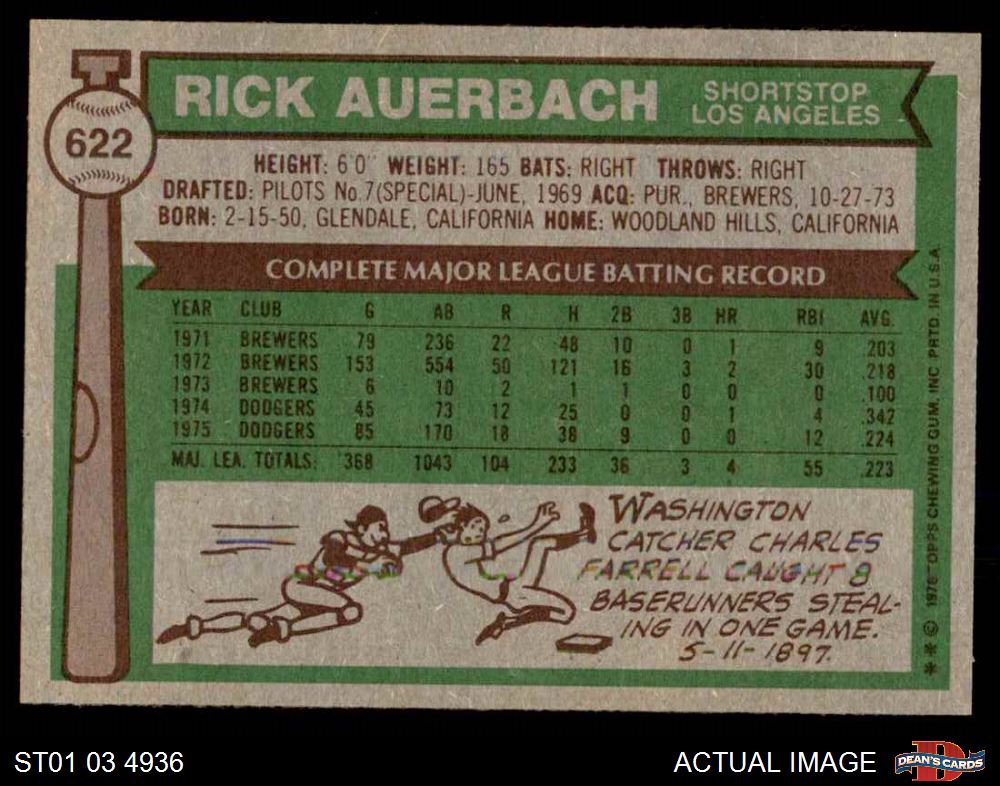 622
RICK AUERBACH
SHORTSTOP
LOS ANGELES
HEIGHT: 6'0" WEIGHT: 165 BATS: RIGHT THROWS: RIGHT
DRAFTED: PILOTS No.7(SPECIAL)-JUNE, 1969 ACQ: PUR., BREWERS, 10-27-73
BORN: 2-15-50, GLENDALE, CALIFORNIA HOME: WOODLAND HILLS, CALIFORNIA
COMPLETE MAJOR LEAGUE BATTING RECORD
YEAR CLUB G AB R H 2B 3B HR RBI AVG.
1971 BREWERS 79 236 22 48 10 0 1 9 .203
1972 BREWERS 153 554 50 121 16 3 2 30 .218
1973 BREWERS 6 10 2 1 1 0 0 0 .100
1974 DODGERS 45 73 12 25 0 0 1 4 .342
1975 DODGERS 85 170 18 38 9 0 0 12 .224
MAJ. LEA. TOTALS: 368 1043 104 233 36 3 4 55 .223
WASHINGTON
CATCHER CHARLES
FARRELL CAUGHT 8
BASERUNNERS STEAL-
ING IN ONE GAME.
5-11-1897.
** © 1976 TOPPS CHEWING GUM, INC. PRTD. IN U.S.A.
ST01 03 4936
ACTUAL IMAGE
D
DEAN'S CARDS